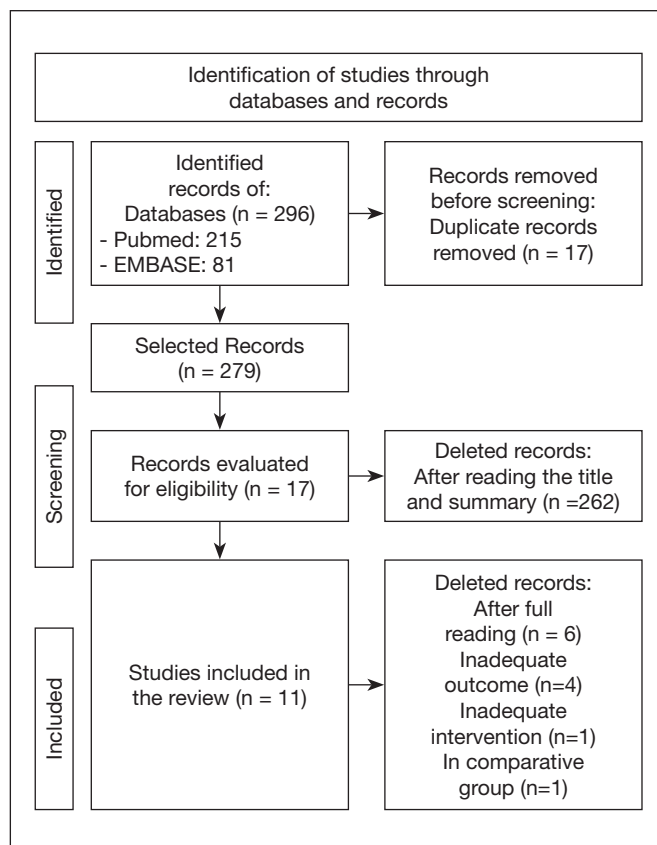 Identification of studies through
databases and records
Identified
Identified
records of:
Databases (n = 296)
- Pubmed: 215
- EMBASE: 81
Records removed
before screening:
Duplicate records
removed (n = 17)
Selected Records
(n = 279)
Screening
Records evaluated
for eligibility (n = 17)
Deleted records:
After reading the title
and summary (n =262)
Included
Studies included in
the review (n = 11)
Deleted records:
After full
reading (n = 6)
Inadequate
outcome (n=4)
Inadequate
intervention (n=1)
In comparative
group (n=1)